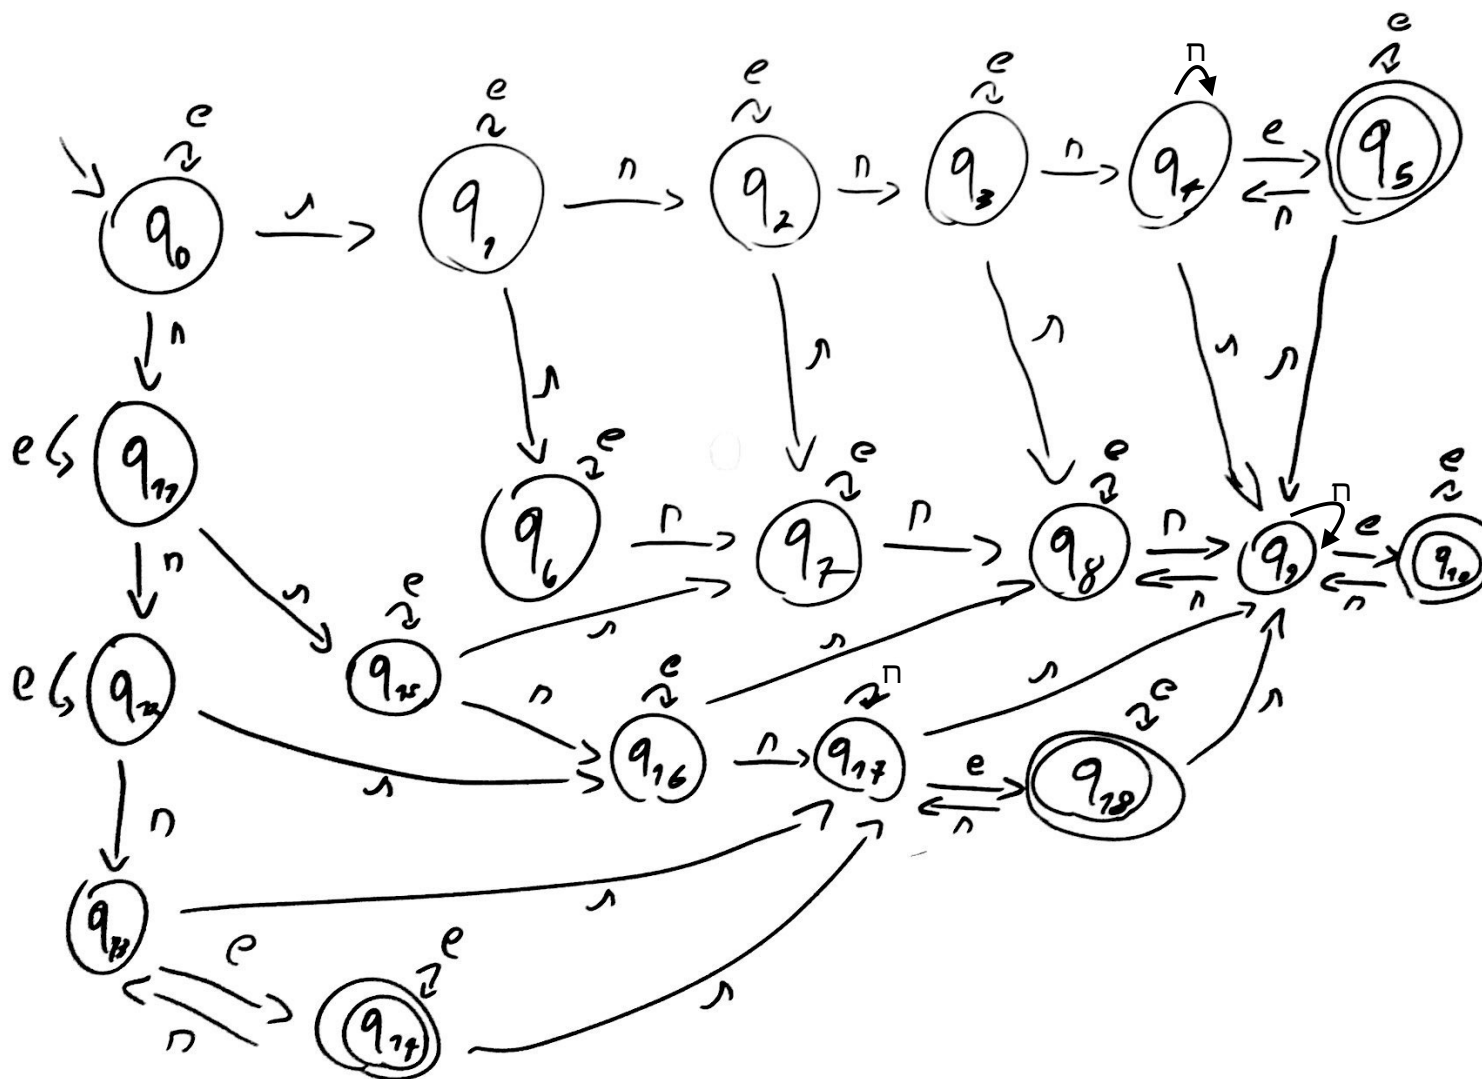 ש
ש ש ש ח
ש ש
q₀ ת q₁ ח q₂ ח q₃ ח q₄ ש ח q₅
ח ת ת ת ת ת
ש ש ש ש ש
ש q₁₁ q₆ ח q₇ ח q₈ ח ח q₉ ח ש ח q₁₀
ח ת ש ת ת
ש q₁₂ q₁₅ ח ש ח ת ש ת
ת q₁₆ ח q₁₇ ש ח q₁₈
ח
q₁₃ ת
ש ש
ח q₁₄ ת